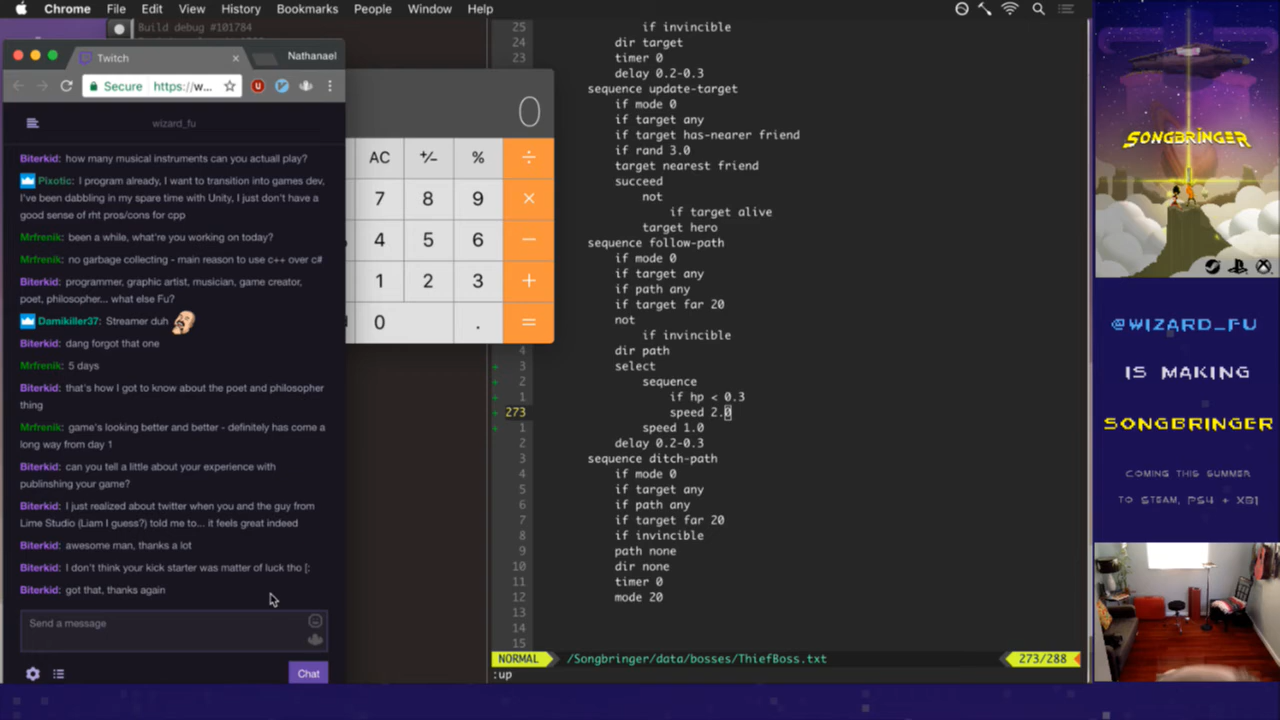 Chrome File Edit View History Bookmarks People Window Help
Build debug #101784
Twitch
Nathanael
Secure https://w...
wizard_fu
Biterkid: how many musical instruments can you actuall play?
Pixotic: I program already, I want to transition into games dev,
I've been dabbling in my spare time with Unity, I just don't have a
good sense of rht pros/cons for cpp
Mrfrenik: been a while, what're you working on today?
Mrfrenik: no garbage collecting - main reason to use c++ over c#
Biterkid: programmer, graphic artist, musician, game creator,
poet, philosopher... what else Fu?
Damikiller37: Streamer duh
Biterkid: dang forgot that one
Mrfrenik: 5 days
Biterkid: that's how I got to know about the poet and philosopher
thing
Mrfrenik: game's looking better and better - definitely has come a
long way from day 1
Biterkid: can you tell a little about your experience with
publinshing your game?
Biterkid: I just realized about twitter when you and the guy from
Lime Studio (Liam I guess?) told me to... it feels great indeed
Biterkid: awesome man, thanks a lot
Biterkid: I don't think your kick starter was matter of luck tho [:
Biterkid: got that, thanks again
Send a message
Chat
0
AC +/- % ÷
7 8 9 ×
4 5 6 −
1 2 3 +
0 . =
25 if invincible
24 dir target
23 timer 0
delay 0.2-0.3
sequence update-target
if mode 0
if target any
if target has-nearer friend
if rand 3.0
target nearest friend
succeed
not
if target alive
target hero
sequence follow-path
if mode 0
if target any
if path any
if target far 20
not
if invincible
4 dir path
+ 3 select
+ 2 sequence
+ 1 if hp < 0.3
+ 273 speed 2.0
+ 1 speed 1.0
2 delay 0.2-0.3
3 sequence ditch-path
4 if mode 0
5 if target any
6 if path any
7 if target far 20
8 if invincible
9 path none
10 dir none
11 timer 0
12 mode 20
13
14
15
NORMAL /Songbringer/data/bosses/ThiefBoss.txt 273/288
:up
SONGBRINGER
@WIZARD_FU
IS MAKING
SONGBRINGER
COMING THIS SUMMER
TO STEAM, PS4 + XB1